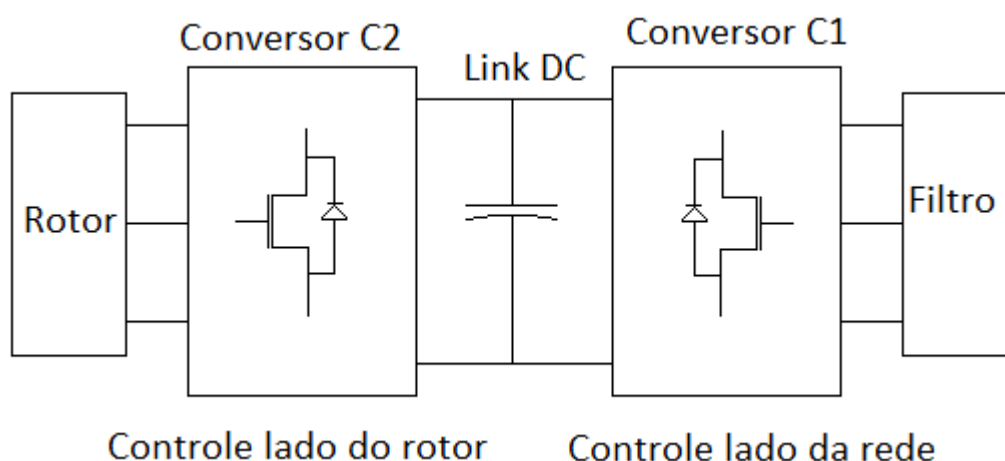 Conversor C2
Link DC
Conversor C1
Rotor
Filtro
Controle lado do rotor
Controle lado da rede